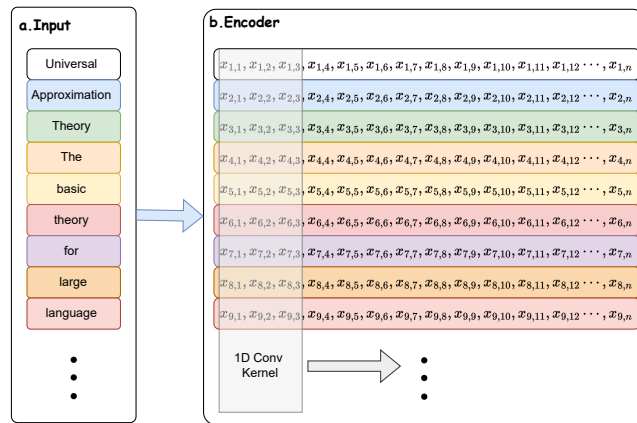 a.Input
b.Encoder
Universal
x1,1, x1,2, x1,3, x1,4, x1,5, x1,6, x1,7, x1,8, x1,9, x1,10, x1,11, x1,12 ⋯, x1,n
Approximation
x2,1, x2,2, x2,3, x2,4, x2,5, x2,6, x2,7, x2,8, x2,9, x2,10, x2,11, x2,12 ⋯, x2,n
Theory
x3,1, x3,2, x3,3, x3,4, x3,5, x3,6, x3,7, x3,8, x3,9, x3,10, x3,11, x3,12 ⋯, x3,n
The
x4,1, x4,2, x4,3, x4,4, x4,5, x4,6, x4,7, x4,8, x4,9, x4,10, x4,11, x4,12 ⋯, x4,n
basic
x5,1, x5,2, x5,3, x5,4, x5,5, x5,6, x5,7, x5,8, x5,9, x5,10, x5,11, x5,12 ⋯, x5,n
theory
x6,1, x6,2, x6,3, x6,4, x6,5, x6,6, x6,7, x6,8, x6,9, x6,10, x6,11, x6,12 ⋯, x6,n
for
x7,1, x7,2, x7,3, x7,4, x7,5, x7,6, x7,7, x7,8, x7,9, x7,10, x7,11, x7,12 ⋯, x7,n
large
x8,1, x8,2, x8,3, x8,4, x8,5, x8,6, x8,7, x8,8, x8,9, x8,10, x8,11, x8,12 ⋯, x8,n
language
x9,1, x9,2, x9,3, x9,4, x9,5, x9,6, x9,7, x9,8, x9,9, x9,10, x9,11, x9,12 ⋯, x9,n
1D Conv
Kernel